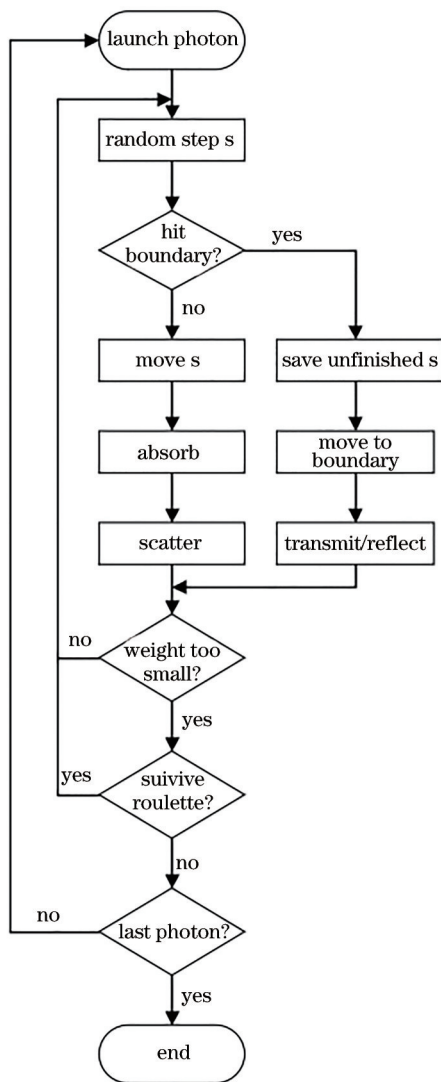 launch photon
random step s
hit
boundary?
yes
no
move s
save unfinished s
absorb
move to
boundary
scatter
transmit/reflect
no
weight too
small?
yes
yes
suivive
roulette?
no
no
last photon?
yes
end